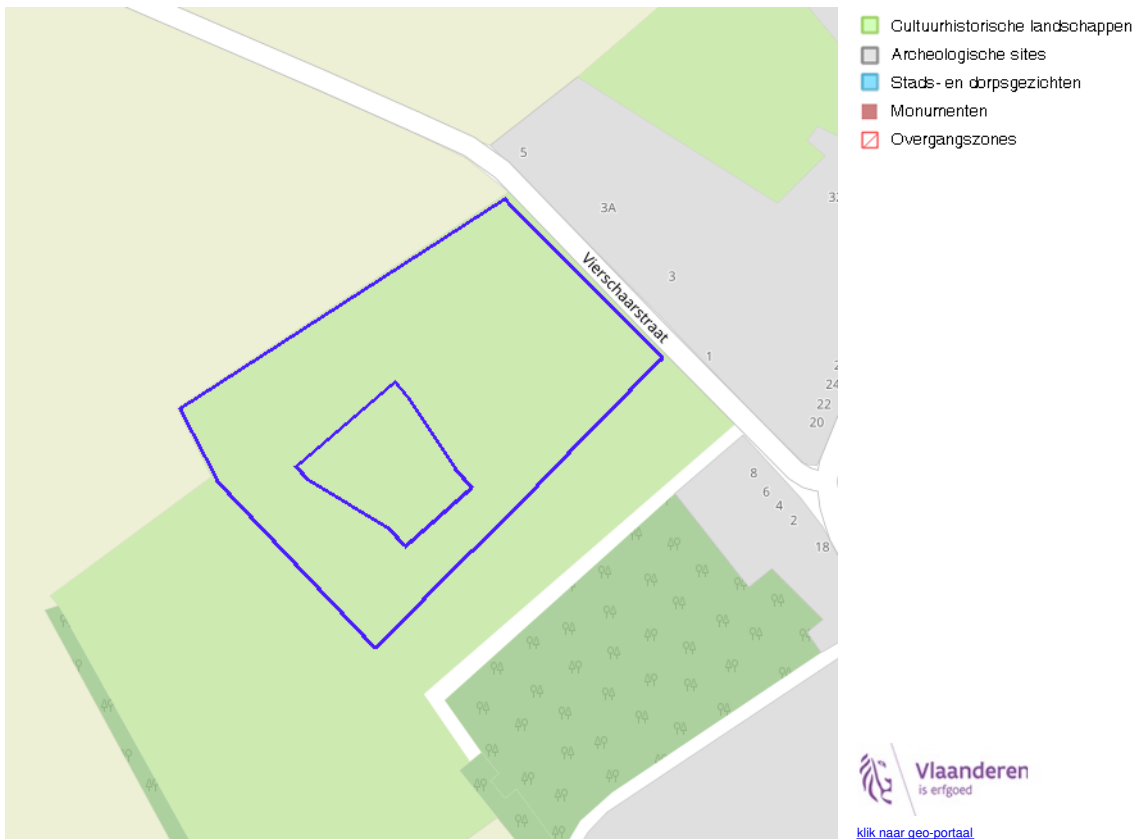 Cultuurhistorische landschappen
Archeologische sites
Stads- en dorpsgezichten
Monumenten
Overgangszones
5
3A
3
Vierschaarstraat
1
24
22
20
8
6
4
2
18
Vlaanderen
is erfgoed
klik naar geo-portaal